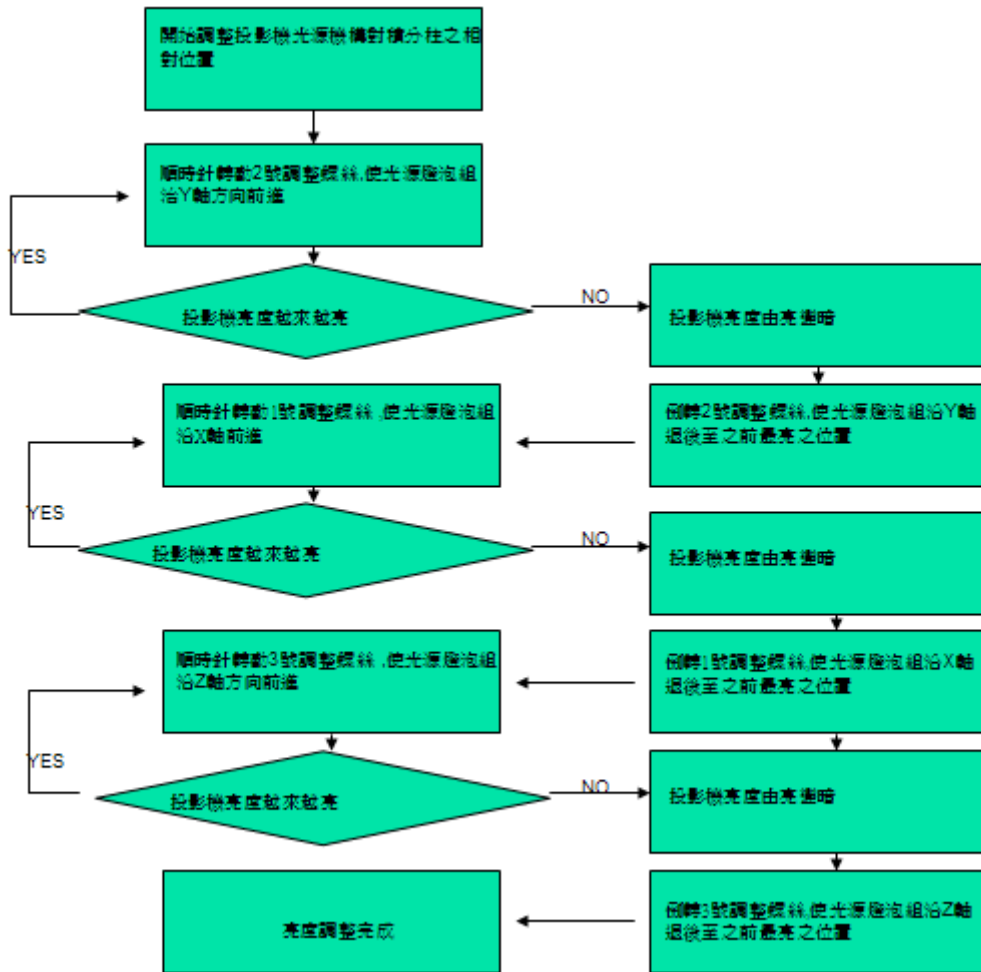 開始調整投影機光源機構對積分柱之相
對位置
順時針轉動2號調整螺絲,使光源燈泡組
沿Y軸方向前進
YES
投影機亮度越來越亮
NO
投影機亮度由亮變暗
倒轉2號調整螺絲,使光源燈泡組沿Y軸
退後至之前最亮之位置
順時針轉動1號調整螺絲 ,使光源燈泡組
沿X軸前進
YES
投影機亮度越來越亮
NO
投影機亮度由亮變暗
倒轉1號調整螺絲,使光源燈泡組沿X軸
退後至之前最亮之位置
順時針轉動3號調整螺絲 ,使光源燈泡組
沿Z軸方向前進
YES
投影機亮度越來越亮
NO
投影機亮度由亮變暗
倒轉3號調整螺絲,使光源燈泡組沿Z軸
退後至之前最亮之位置
亮度調整完成